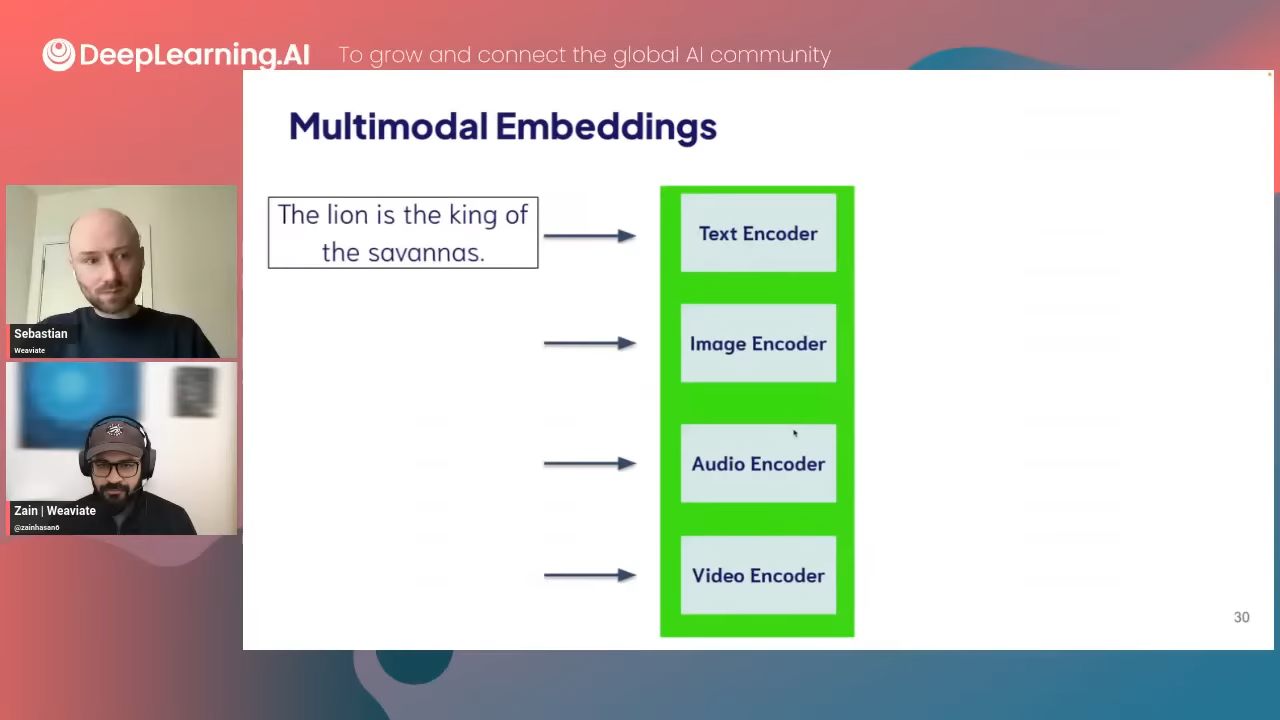 DeepLearning.AI
To grow and connect the global AI community
Multimodal Embeddings
The lion is the king of
the savannas.
Text Encoder
Image Encoder
Audio Encoder
Video Encoder
30
Sebastian
Weaviate
Zain | Weaviate
@zainhasan6